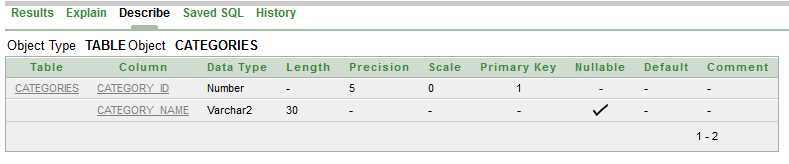 Results Explain Describe Saved SQL History
Object Type TABLE Object CATEGORIES
Table Column Data Type Length Precision Scale Primary Key Nullable Default Comment
CATEGORIES CATEGORY_ID Number - 5 0 1 - - -
CATEGORY_NAME Varchar2 30 - - - ✓ - -
1 - 2